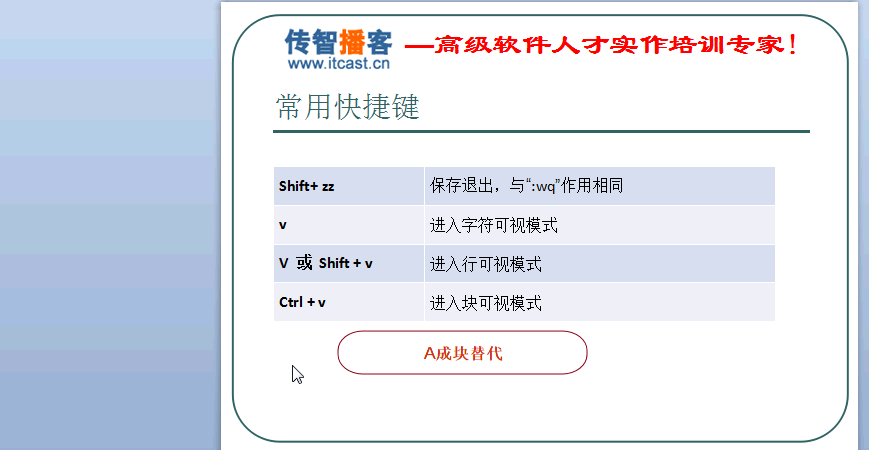 传智播客 —高级软件人才实作培训专家!
www.itcast.cn
常用快捷键
Shift+ zz 保存退出，与“:wq”作用相同
v 进入字符可视模式
V 或 Shift + v 进入行可视模式
Ctrl + v 进入块可视模式
A成块替代